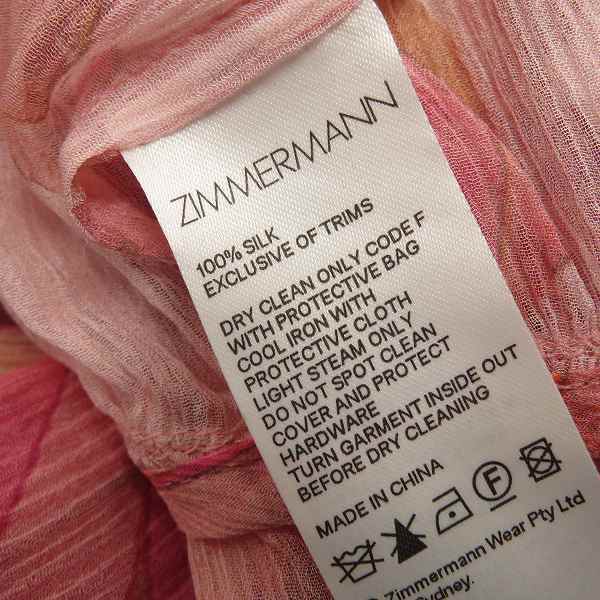 ZIMMERMANN
100% SILK
EXCLUSIVE OF TRIMS
DRY CLEAN ONLY CODE F
WITH PROTECTIVE BAG
COOL IRON WITH
PROTECTIVE CLOTH
LIGHT STEAM ONLY
DO NOT SPOT CLEAN
COVER AND PROTECT
HARDWARE
TURN GARMENT INSIDE OUT
BEFORE DRY CLEANING
MADE IN CHINA
F
© Zimmermann Wear Pty Ltd
Sydney.